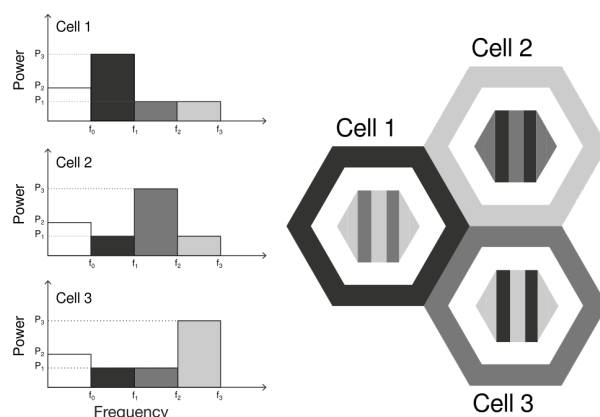 Cell 1
Power
P₃
P₂
P₁
f₀ f₁ f₂ f₃
Cell 2
Power
P₃
P₂
P₁
f₀ f₁ f₂ f₃
Cell 3
Power
P₃
P₂
P₁
f₀ f₁ f₂ f₃
Frequency
Cell 2
Cell 1
Cell 3